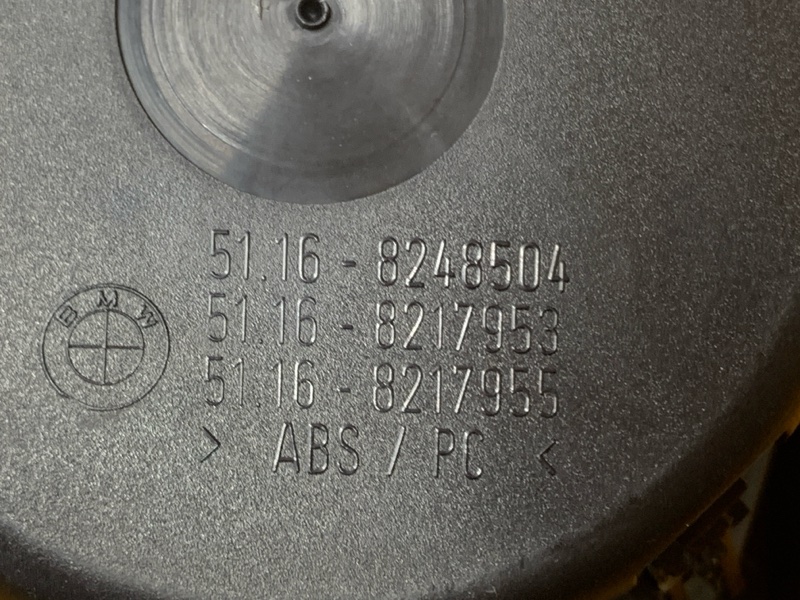 51.16 - 8248504
51.16 - 8217953
BMW
51.16 - 8217955
> ABS / PC <